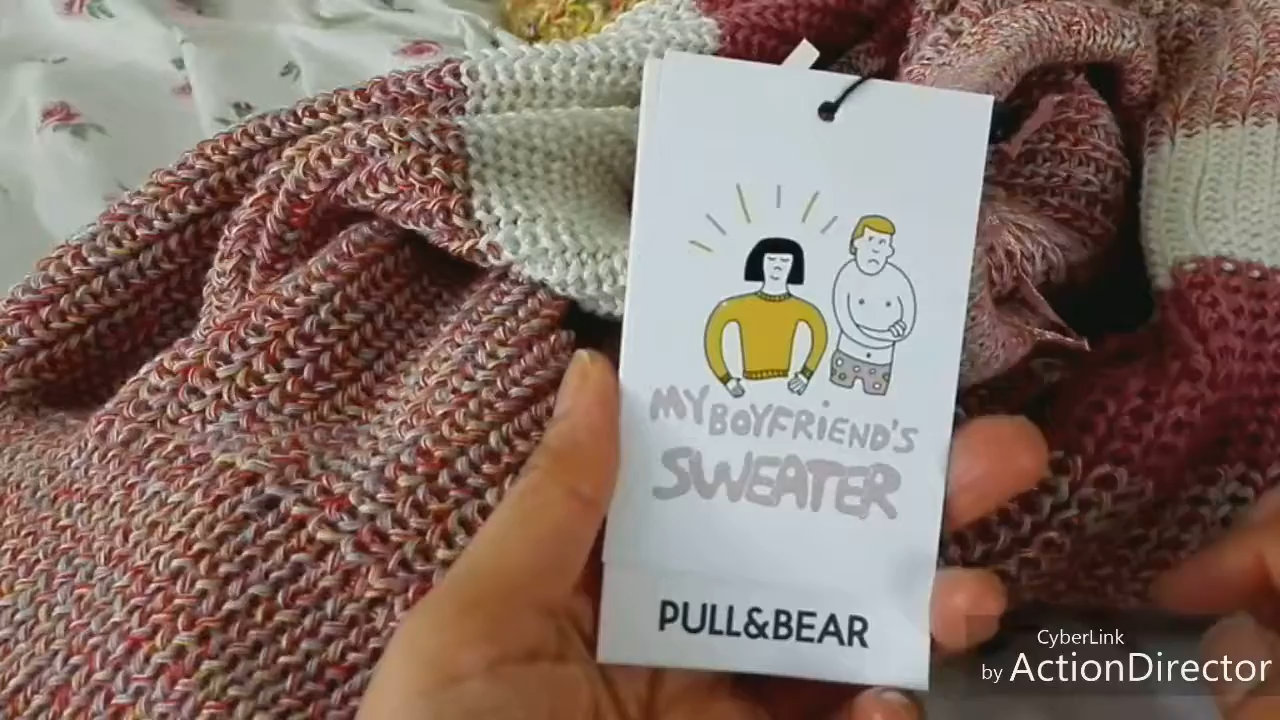 MY BOYFRIEND'S
SWEATER
PULL&BEAR
CyberLink
by ActionDirector